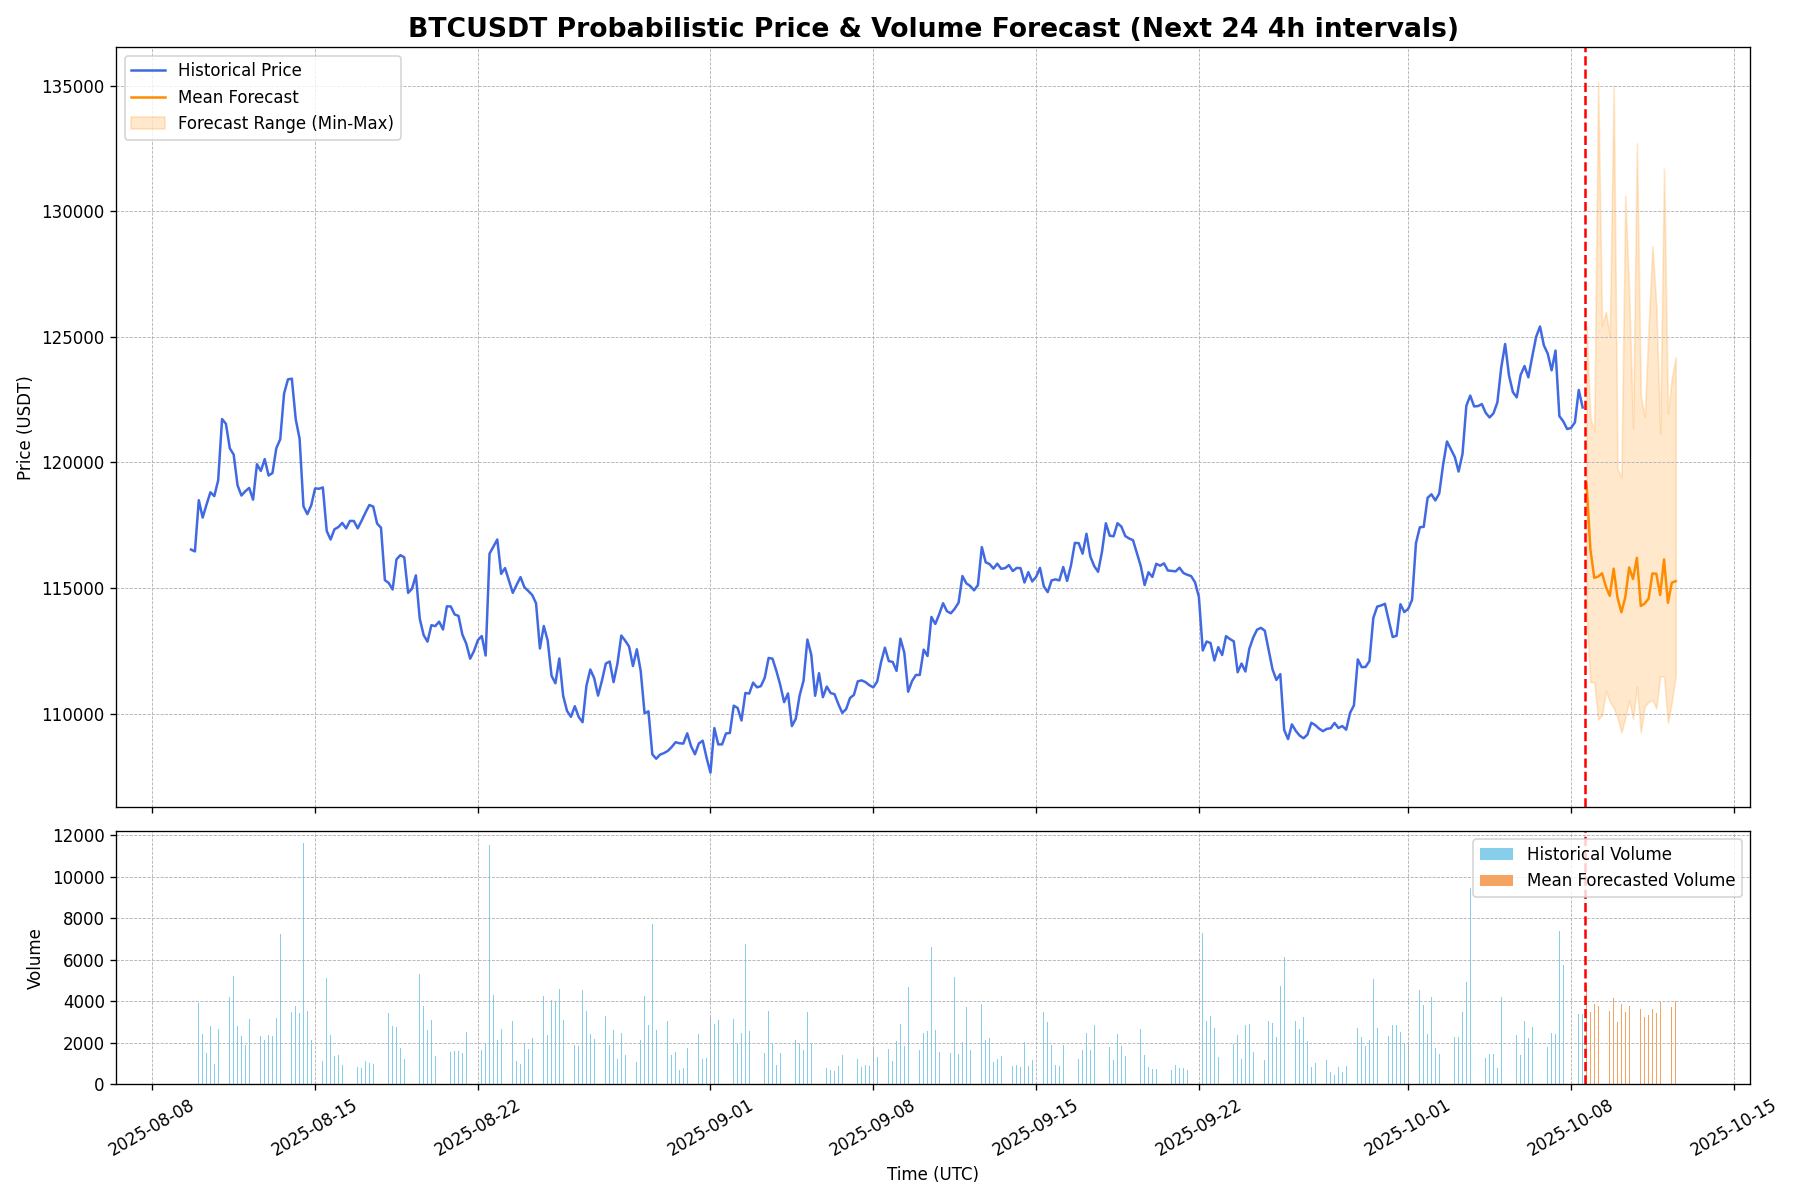 BTCUSDT Probabilistic Price & Volume Forecast (Next 24 4h intervals)
Historical Price
Mean Forecast
Forecast Range (Min-Max)
Price (USDT)
135000
130000
125000
120000
115000
110000
Historical Volume
Mean Forecasted Volume
Volume
12000
10000
8000
6000
4000
2000
0
2025-08-08
2025-08-15
2025-08-22
2025-09-01
2025-09-08
2025-09-15
2025-09-22
2025-10-01
2025-10-08
2025-10-15
Time (UTC)